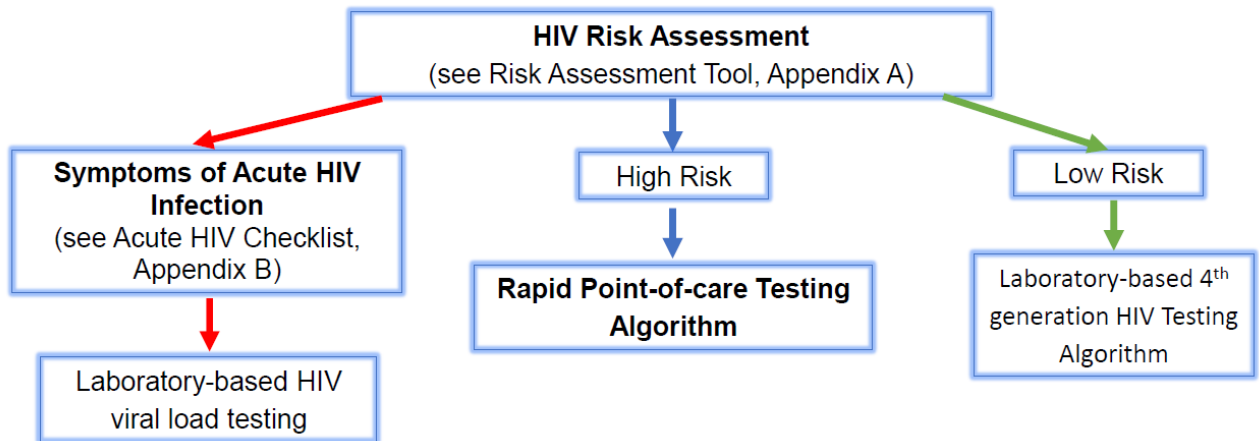 HIV Risk Assessment
(see Risk Assessment Tool, Appendix A)
Symptoms of Acute HIV
Infection
(see Acute HIV Checklist,
Appendix B)
High Risk
Low Risk
Rapid Point-of-care Testing
Algorithm
Laboratory-based 4th
generation HIV Testing
Algorithm
Laboratory-based HIV
viral load testing